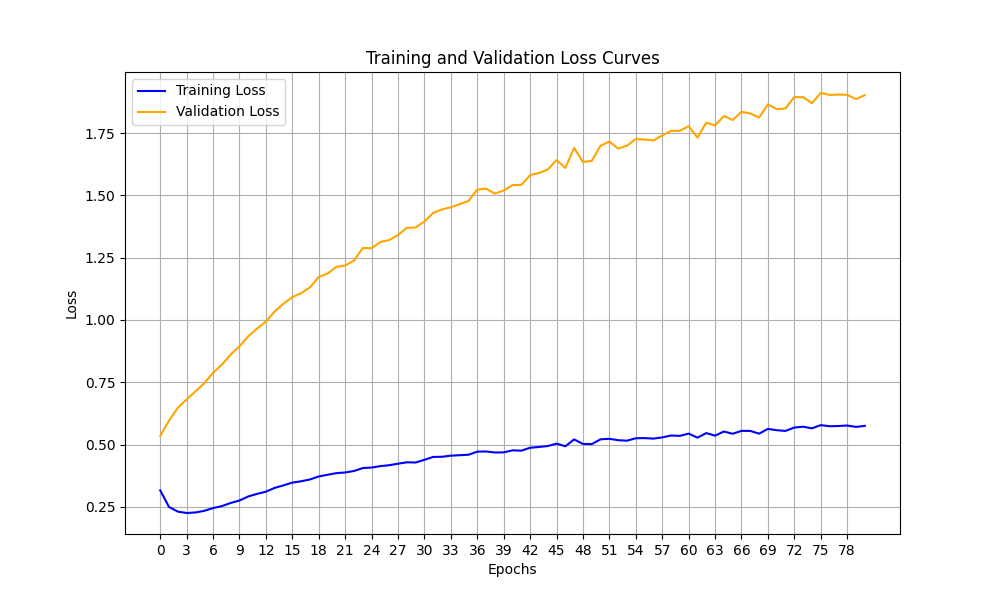 Training and Validation Loss Curves
Training Loss
Validation Loss
1.75
1.50
1.25
1.00
0.75
0.50
0.25
Loss
0 3 6 9 12 15 18 21 24 27 30 33 36 39 42 45 48 51 54 57 60 63 66 69 72 75 78
Epochs